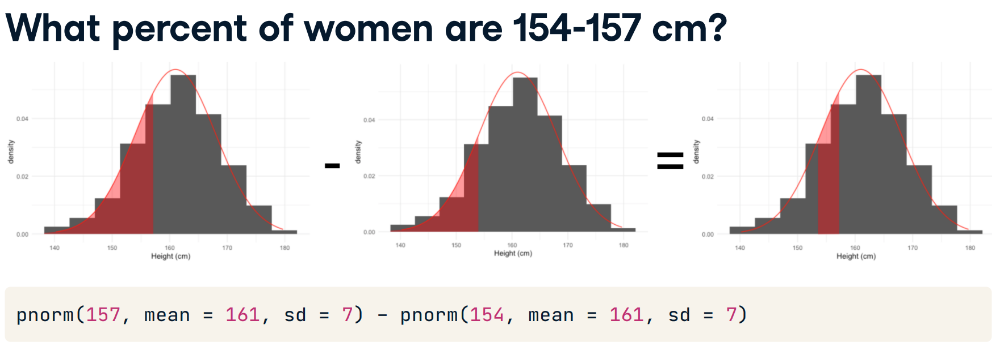 What percent of women are 154-157 cm?
density
0.04
0.02
0.00
140 150 160 170 180
Height (cm)
-
density
0.04
0.02
0.00
140 150 160 170 180
Height (cm)
=
density
0.04
0.02
0.00
140 150 160 170 180
Height (cm)
pnorm(157, mean = 161, sd = 7) - pnorm(154, mean = 161, sd = 7)